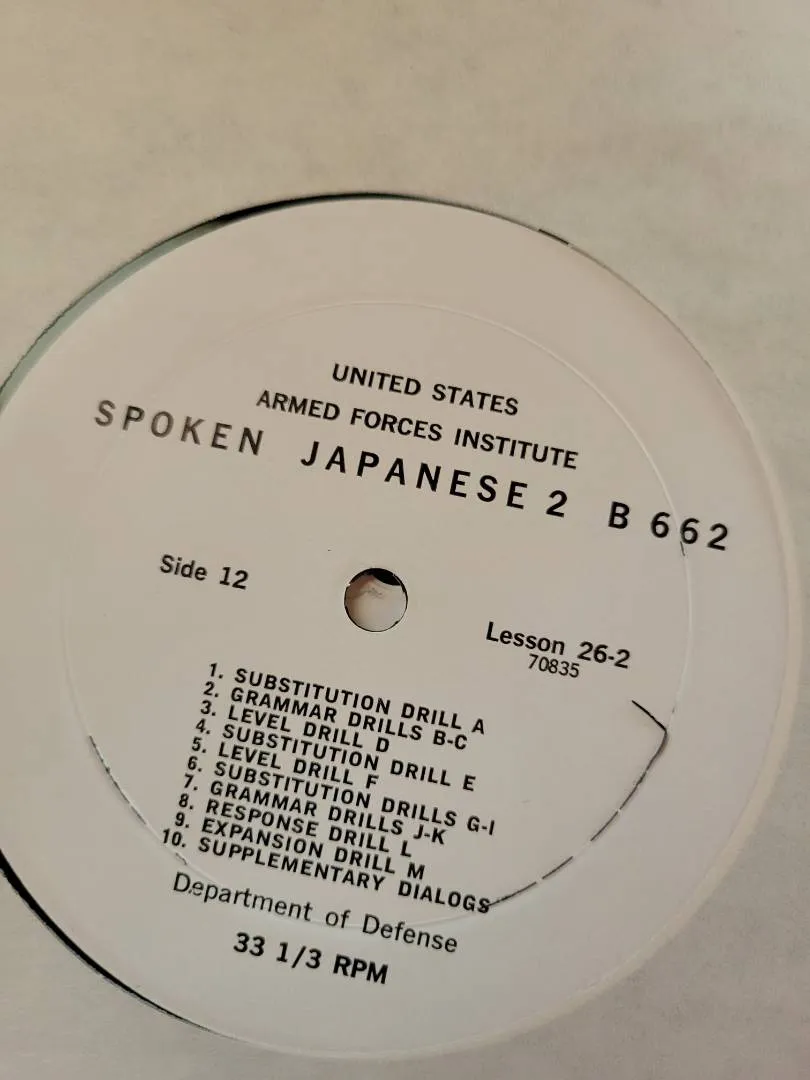 UNITED STATES
ARMED FORCES INSTITUTE
SPOKEN JAPANESE 2 B 662
Side 12
Lesson 26-2
70835
1. SUBSTITUTION DRILL A
2. GRAMMAR DRILLS B-C
3. LEVEL DRILL D
4. SUBSTITUTION DRILL E
5. LEVEL DRILL F
6. SUBSTITUTION DRILLS G-I
7. GRAMMAR DRILLS J-K
8. RESPONSE DRILL L
9. EXPANSION DRILL M
10. SUPPLEMENTARY DIALOGS
Department of Defense
33 1/3 RPM